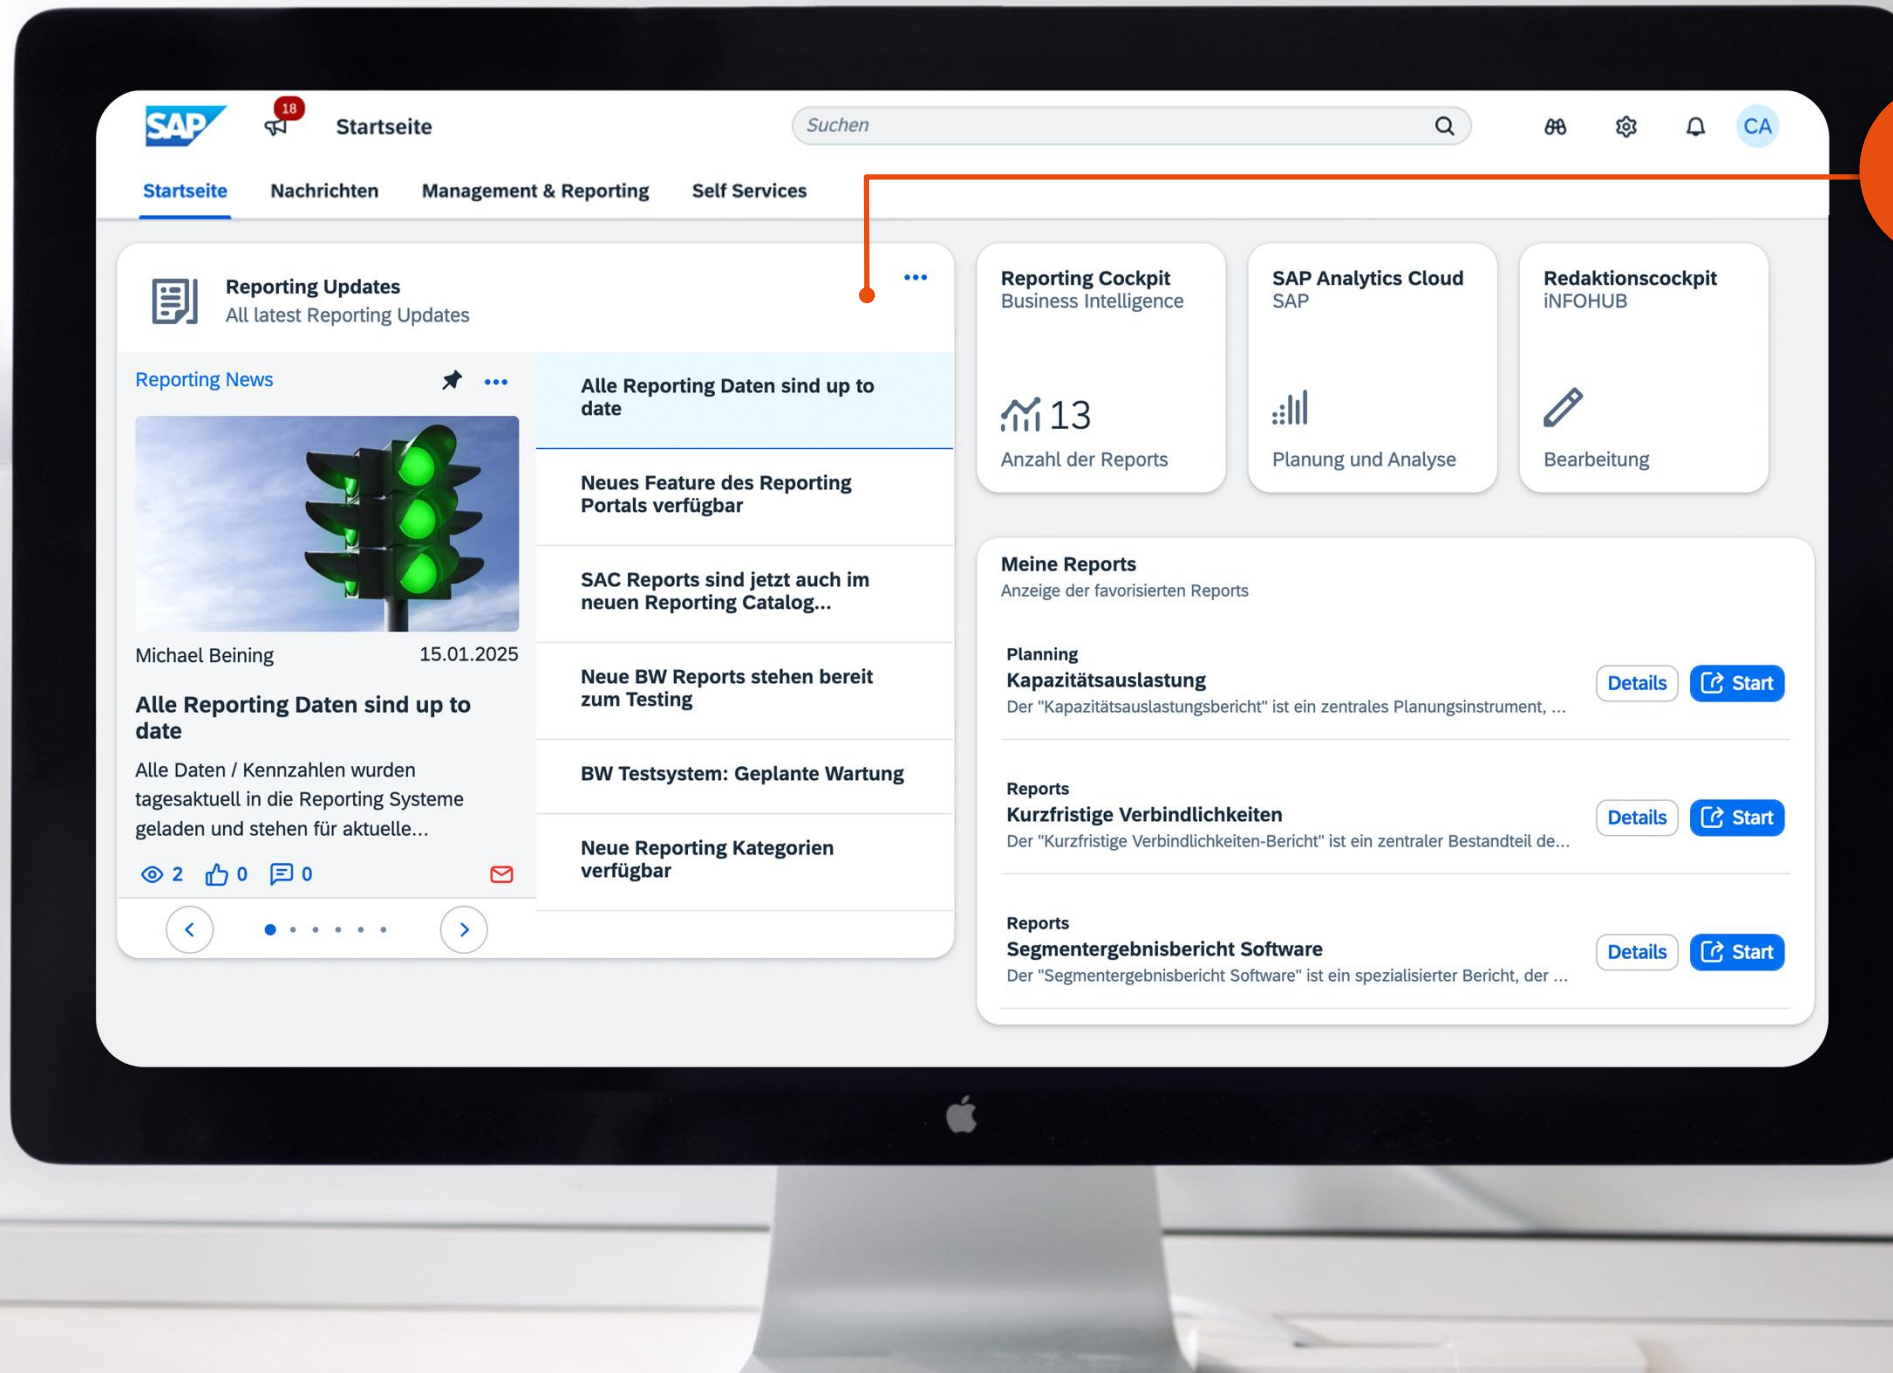 SAP
18
Startseite
Suchen
CA
Startseite
Nachrichten
Management & Reporting
Self Services
Reporting Updates
All latest Reporting Updates
Reporting News
Michael Beining
15.01.2025
Alle Reporting Daten sind up to
date
Alle Daten / Kennzahlen wurden
tagesaktuell in die Reporting Systeme
geladen und stehen für aktuelle...
2
0
0
Alle Reporting Daten sind up to
date
Neues Feature des Reporting
Portals verfügbar
SAC Reports sind jetzt auch im
neuen Reporting Catalog...
Neue BW Reports stehen bereit
zum Testing
BW Testsystem: Geplante Wartung
Neue Reporting Kategorien
verfügbar
Reporting Cockpit
Business Intelligence
13
Anzahl der Reports
SAP Analytics Cloud
SAP
Planung und Analyse
Redaktionscockpit
iNFOHUB
Bearbeitung
Meine Reports
Anzeige der favorisierten Reports
Planning
Kapazitätsauslastung
Der "Kapazitätsauslastungsbericht" ist ein zentrales Planungsinstrument, ...
Details
Start
Reports
Kurzfristige Verbindlichkeiten
Der "Kurzfristige Verbindlichkeiten-Bericht" ist ein zentraler Bestandteil de...
Details
Start
Reports
Segmentergebnisbericht Software
Der "Segmentergebnisbericht Software" ist ein spezialisierter Bericht, der ...
Details
Start